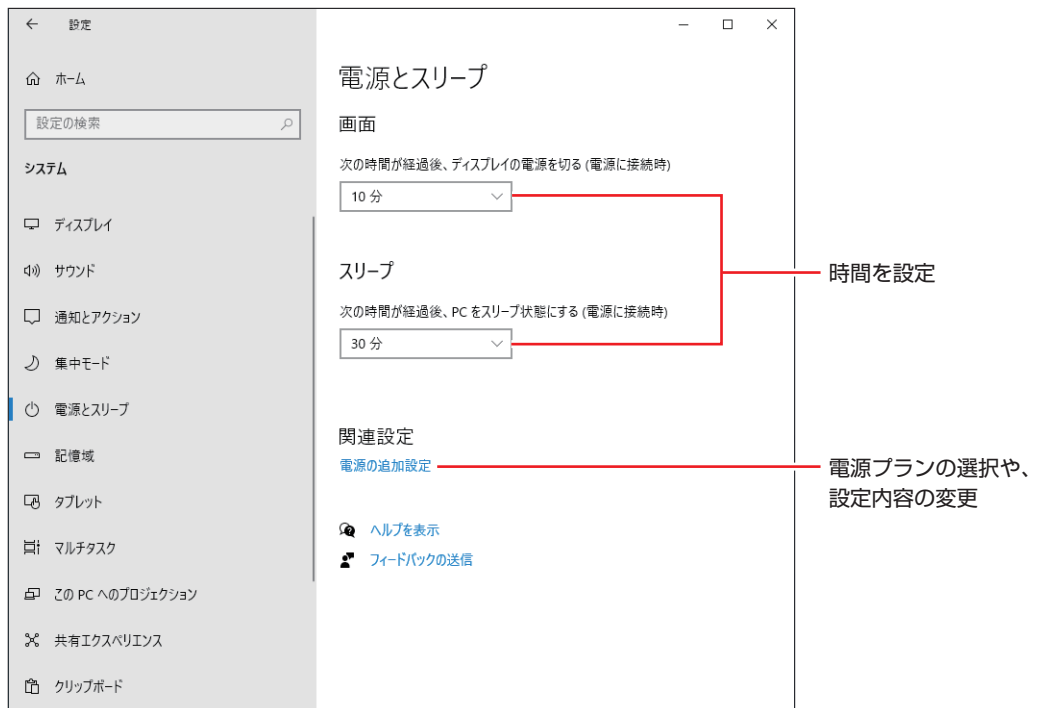 設定
ホーム
設定の検索
システム
ディスプレイ
サウンド
通知とアクション
集中モード
電源とスリープ
記憶域
タブレット
マルチタスク
この PC へのプロジェクション
共有エクスペリエンス
クリップボード
電源とスリープ
画面
次の時間が経過後、ディスプレイの電源を切る (電源に接続時)
10 分
スリープ
次の時間が経過後、PC をスリープ状態にする (電源に接続時)
30 分
関連設定
電源の追加設定
ヘルプを表示
フィードバックの送信
時間を設定
電源プランの選択や、
設定内容の変更